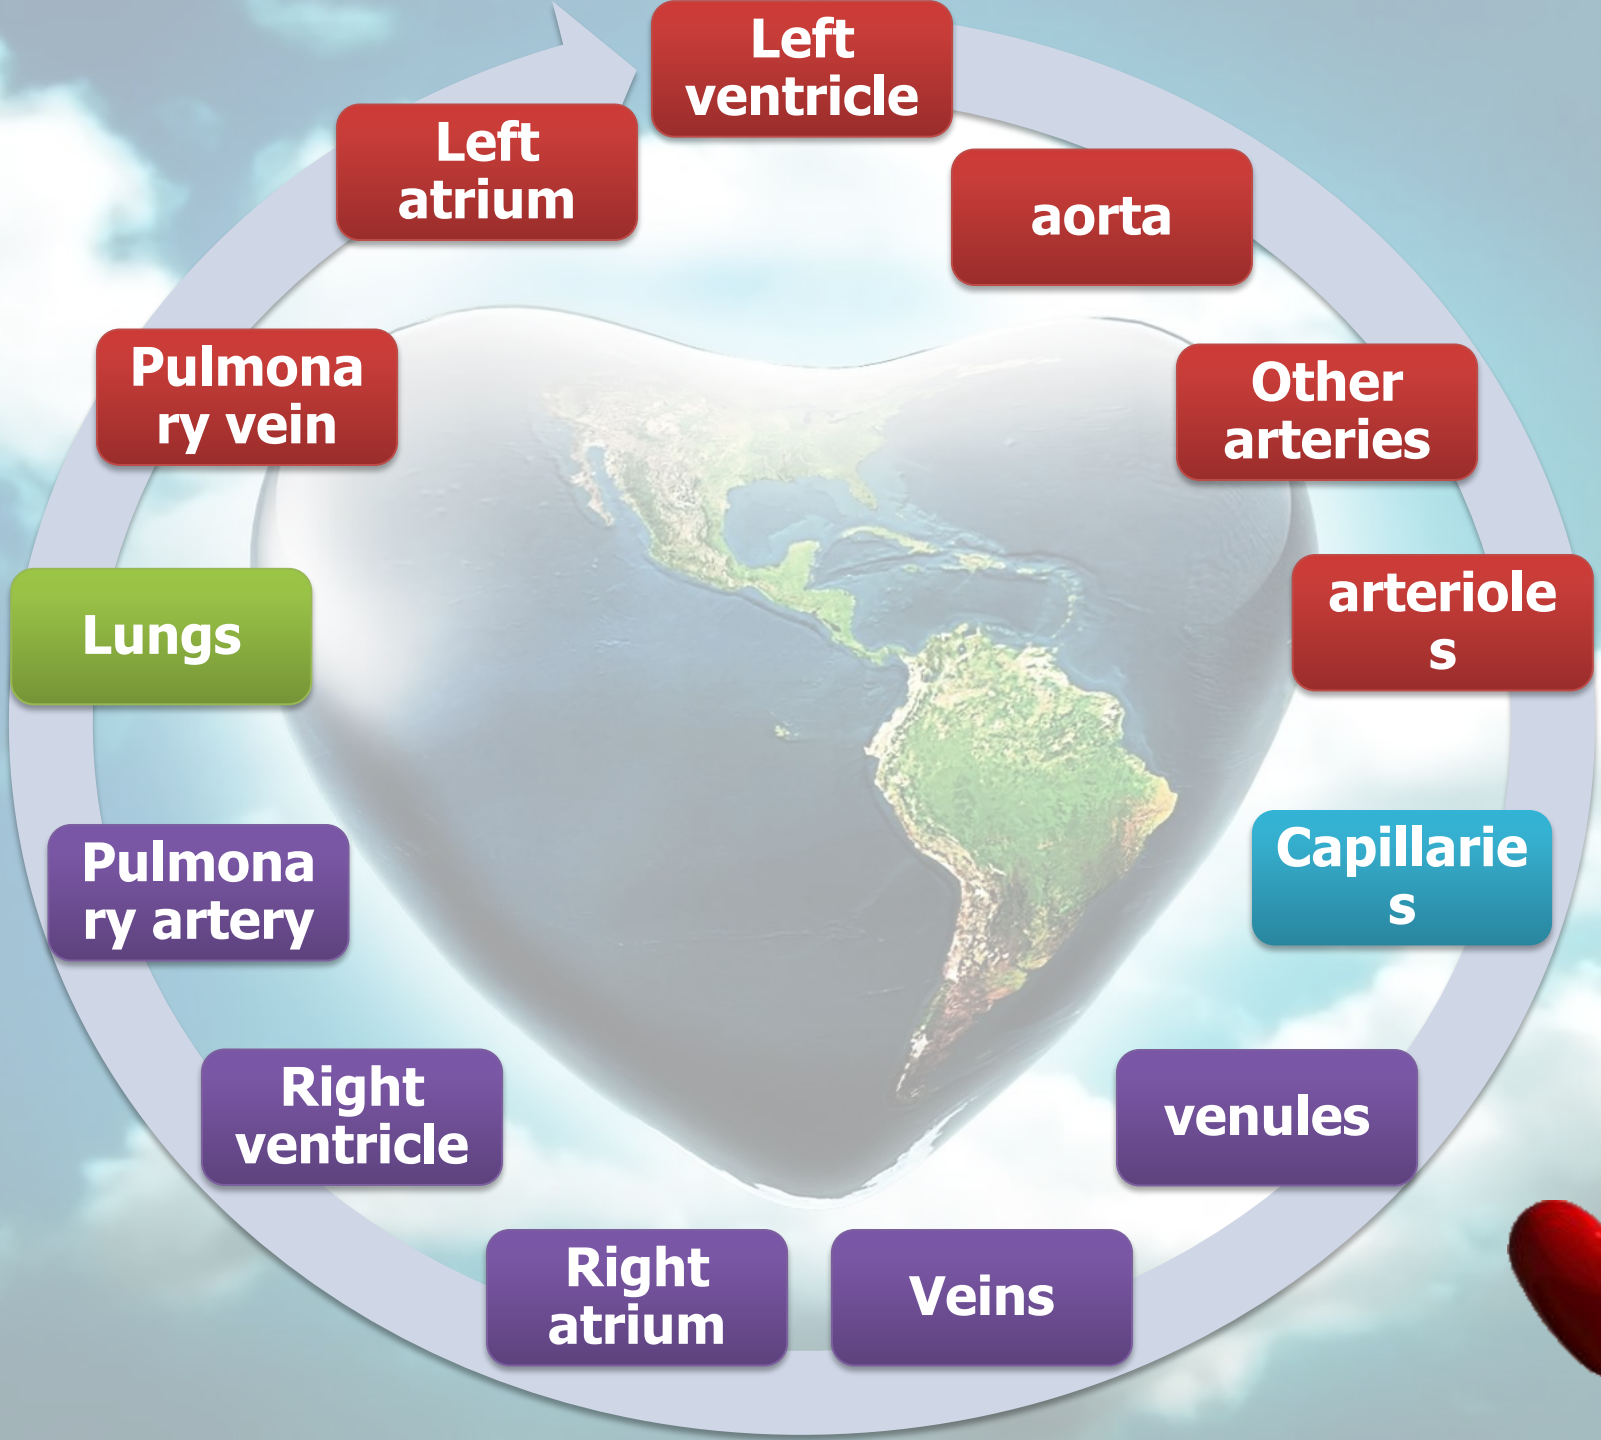 Left
ventricle
aorta
Other
arteries
arteriole
s
Capillarie
s
venules
Veins
Right
atrium
Right
ventricle
Pulmona
ry artery
Lungs
Pulmona
ry vein
Left
atrium